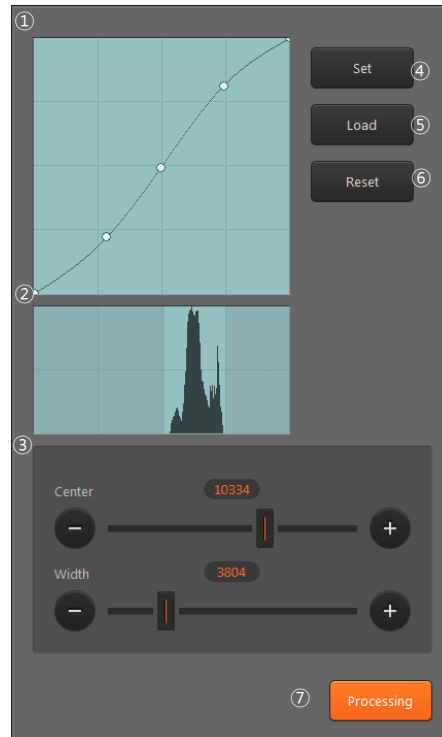 ①
Set ④
Load ⑤
Reset ⑥
②
③
Center 10334
− +
Width 3804
− +
⑦ Processing